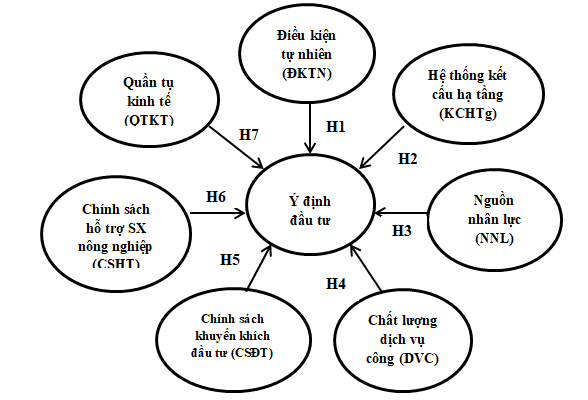 Điều kiện
tự nhiên
(ĐKTN)
Hệ thống kết
cấu hạ tầng
(KCHTg)
Nguồn
nhân lực
(NNL)
Chất lượng
dịch vụ
công (DVC)
Chính sách
khuyến khích
đầu tư (CSĐT)
Chính sách
hỗ trợ SX
nông nghiệp
(CSHT)
Quần tụ
kinh tế
(QTKT)
Ý định
đầu tư
H1
H2
H3
H4
H5
H6
H7